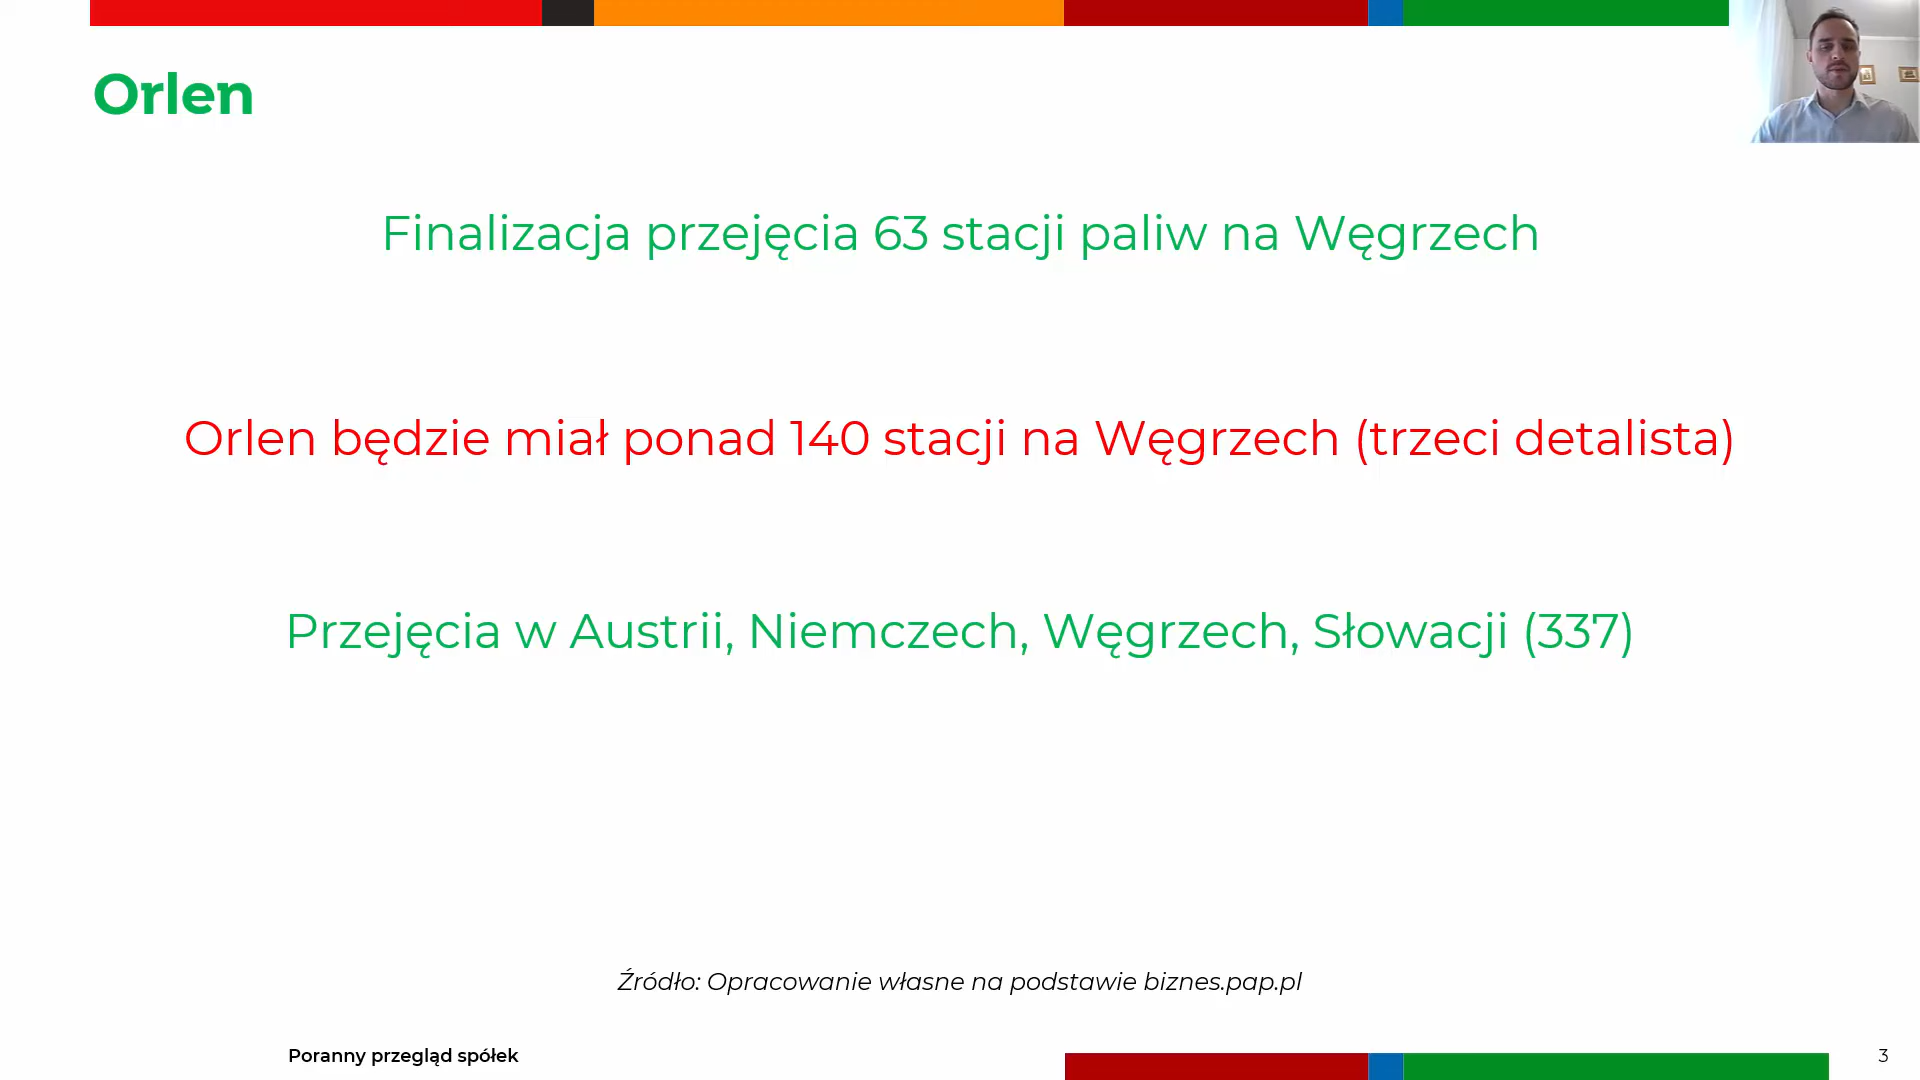 Orlen
Finalizacja przejęcia 63 stacji paliw na Węgrzech
Orlen będzie miał ponad 140 stacji na Węgrzech (trzeci detalista)
Przejęcia w Austrii, Niemczech, Węgrzech, Słowacji (337)
Źródło: Opracowanie własne na podstawie biznes.pap.pl
Poranny przegląd spółek
3